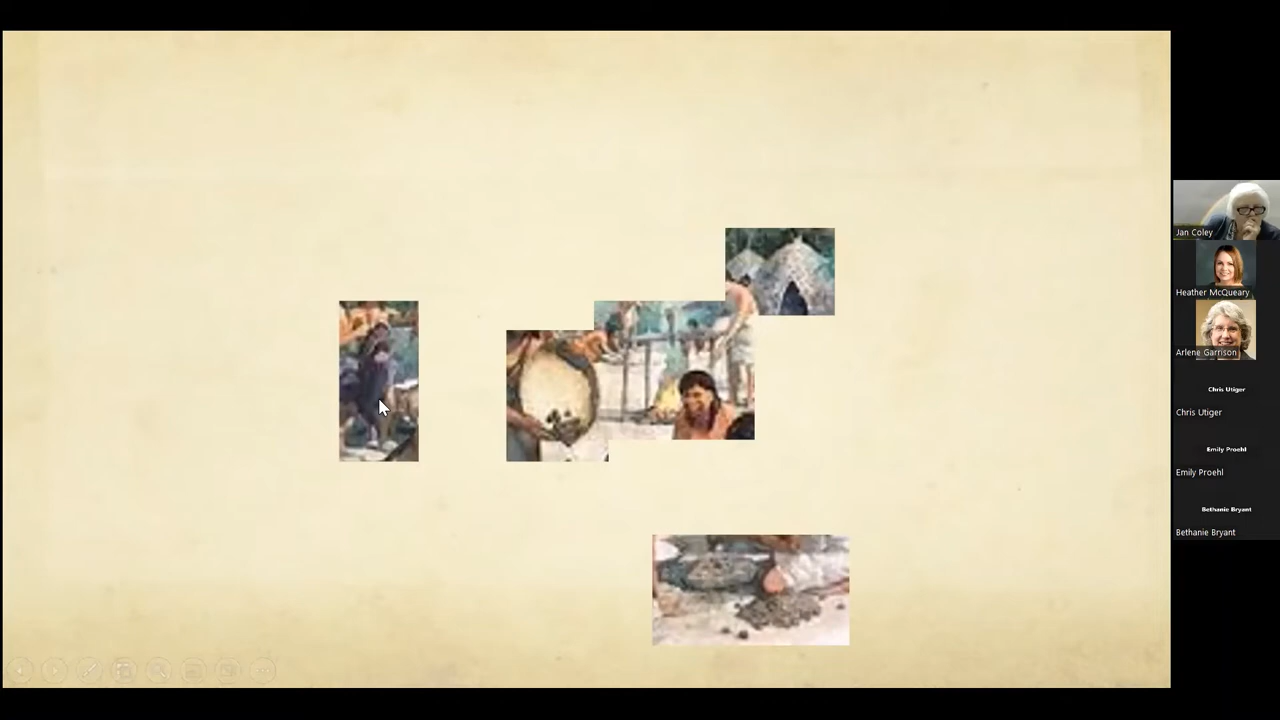 Jan Coley
Heather McQueary
Arlene Garrison
Chris Utiger
Chris Utiger
Emily Proehl
Emily Proehl
Bethanie Bryant
Bethanie Bryant